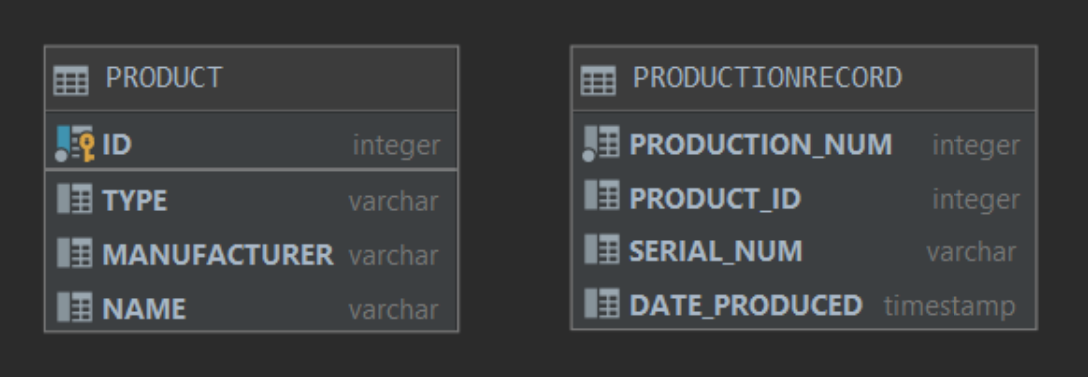 PRODUCT
ID integer
TYPE varchar
MANUFACTURER varchar
NAME varchar
PRODUCTIONRECORD
PRODUCTION_NUM integer
PRODUCT_ID integer
SERIAL_NUM varchar
DATE_PRODUCED timestamp